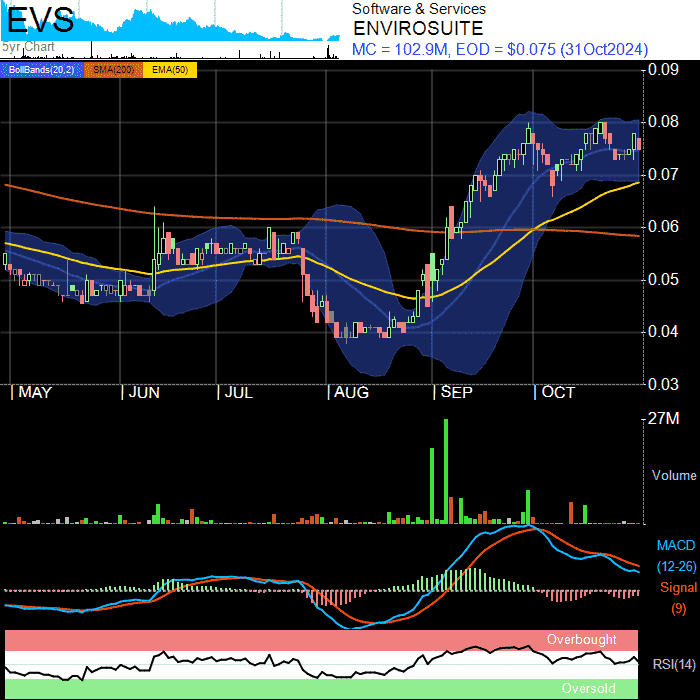 EVS
5yr Chart
Software & Services
ENVIROSUITE
MC = 102.9M, EOD = $0.075 (31Oct2024)
BollBands(20,2) SMA(200) EMA(50)
0.09
0.08
0.07
0.06
0.05
0.04
0.03
MAY JUN JUL AUG SEP OCT
27M
Volume
MACD
(12-26)
Signal
(9)
Overbought
RSI(14)
Oversold